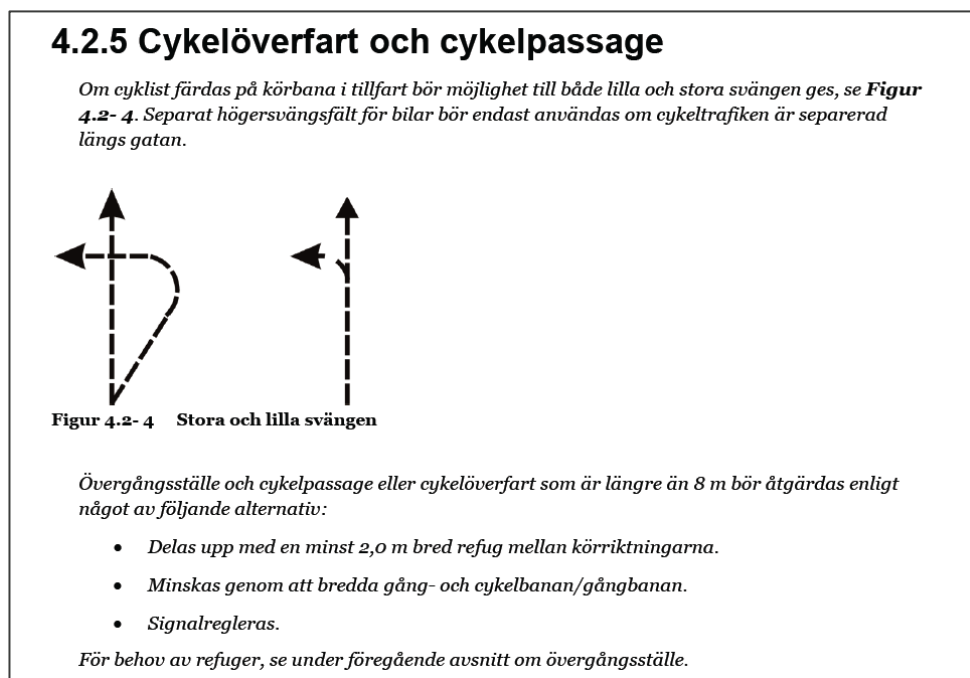 4.2.5 Cykelöverfart och cykelpassage
Om cyklist färdas på körbana i tillfart bör möjlighet till både lilla och stora svängen ges, se Figur
4.2- 4. Separat högersvängsfält för bilar bör endast användas om cykeltrafiken är separerad
längs gatan.
Figur 4.2- 4 Stora och lilla svängen
Övergångsställe och cykelpassage eller cykelöverfart som är längre än 8 m bör åtgärdas enligt
något av följande alternativ:
• Delas upp med en minst 2,0 m bred refug mellan körriktningarna.
• Minskas genom att bredda gång- och cykelbanan/gångbanan.
• Signalregleras.
För behov av refuger, se under föregående avsnitt om övergångsställe.